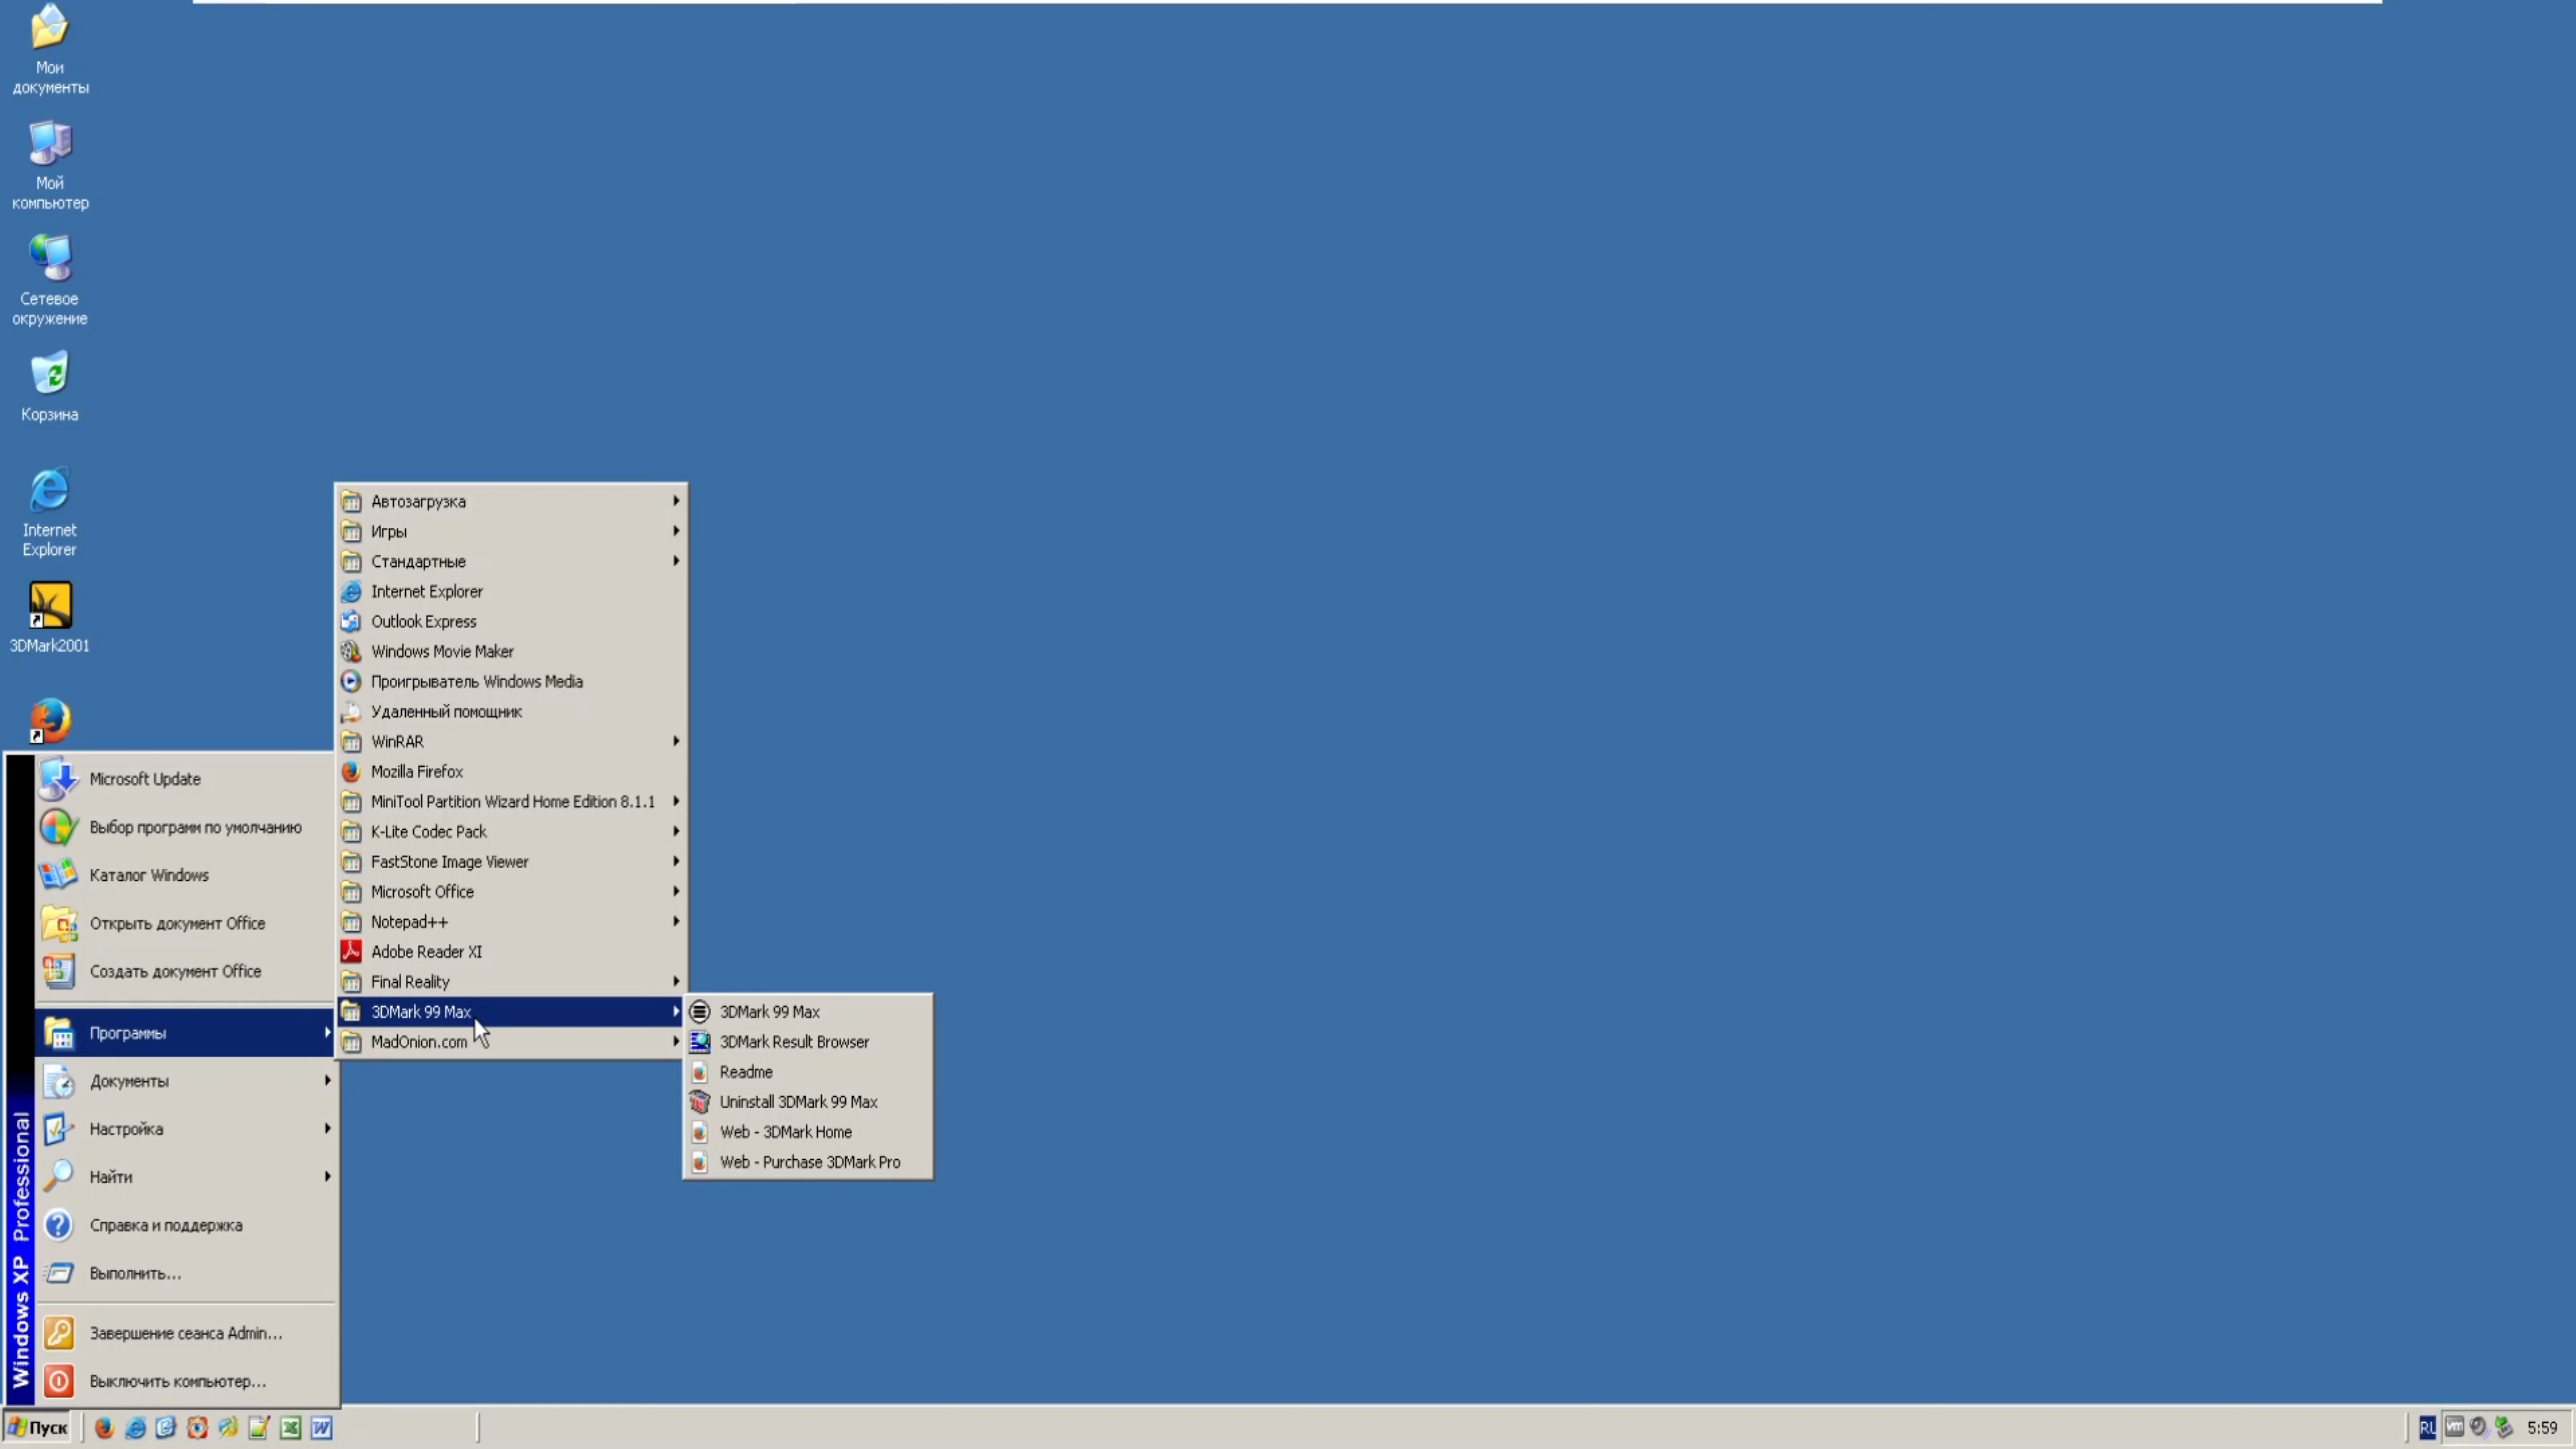 Мои
документы
Мой
компьютер
Сетевое
окружение
Корзина
Internet
Explorer
3DMark2001
Автозагрузка
Игры
Стандартные
Internet Explorer
Outlook Express
Windows Movie Maker
Проигрыватель Windows Media
Удаленный помощник
WinRAR
Mozilla Firefox
MiniTool Partition Wizard Home Edition 8.1.1
K-Lite Codec Pack
FastStone Image Viewer
Microsoft Office
Notepad++
Adobe Reader XI
Final Reality
3DMark 99 Max
MadOnion.com
3DMark 99 Max
3DMark Result Browser
Readme
Uninstall 3DMark 99 Max
Web - 3DMark Home
Web - Purchase 3DMark Pro
Microsoft Update
Выбор программ по умолчанию
Каталог Windows
Открыть документ Office
Создать документ Office
Программы
Документы
Настройка
Найти
Справка и поддержка
Выполнить...
Завершение сеанса Admin...
Выключить компьютер...
Windows XP Professional
Пуск
RU
5:59